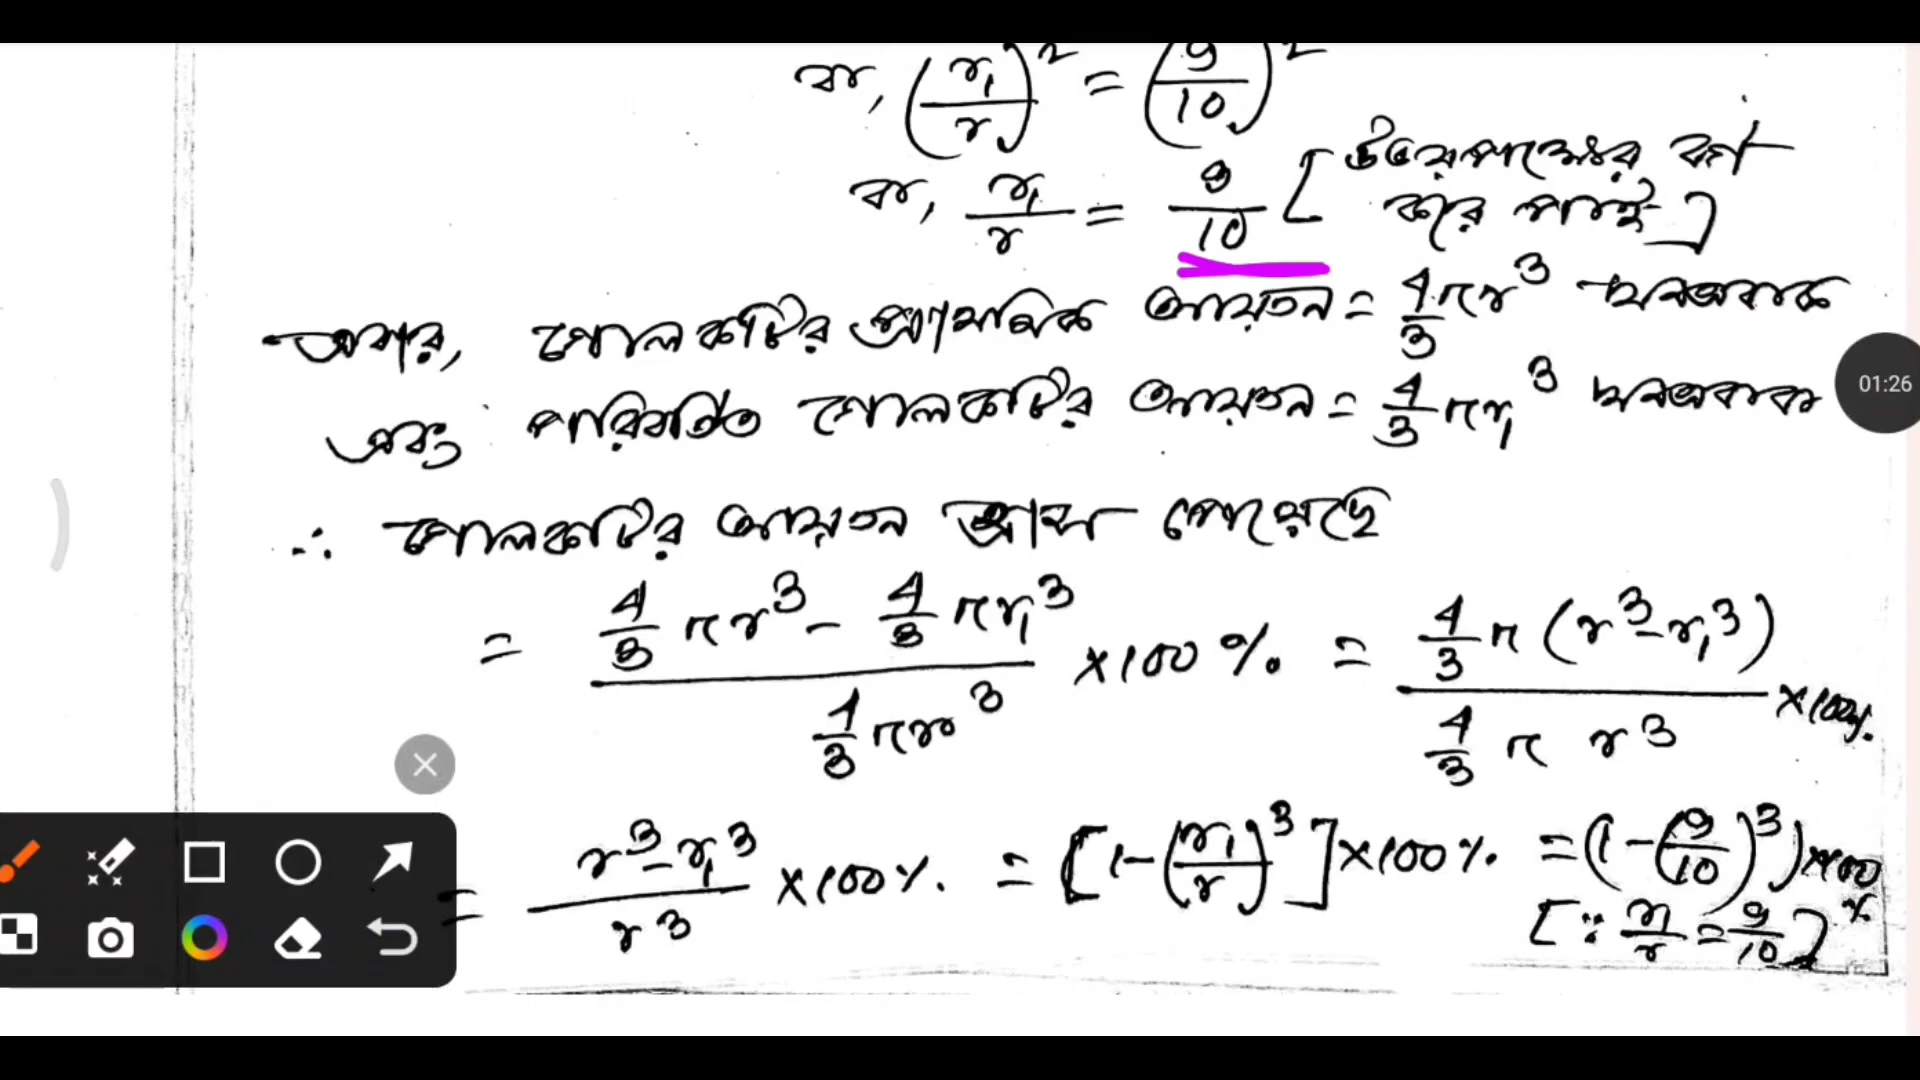 বা, (r₁/r)² = (9/10)²
বা, r₁/r = 9/10 [উভয়পক্ষের বর্গ
করে পাই]
আবার, গোলকটির প্রাথমিক আয়তন = 4/3 πr³ ঘনএকক
এবং পরিবর্তিত গোলকটির আয়তন = 4/3 πr₁³ ঘনএকক
01:26
∴ গোলকটির আয়তন হ্রাস পেয়েছে
= (4/3 πr³ - 4/3 πr₁³)/(4/3 πr³) ×100 % = (4/3 π (r³-r₁³))/(4/3 π r³) ×100%.
= (r³-r₁³)/r³ ×100%. = [1-(r₁/r)³]×100%. = (1-(9/10)³)×100%
[∵ r₁/r = 9/10]